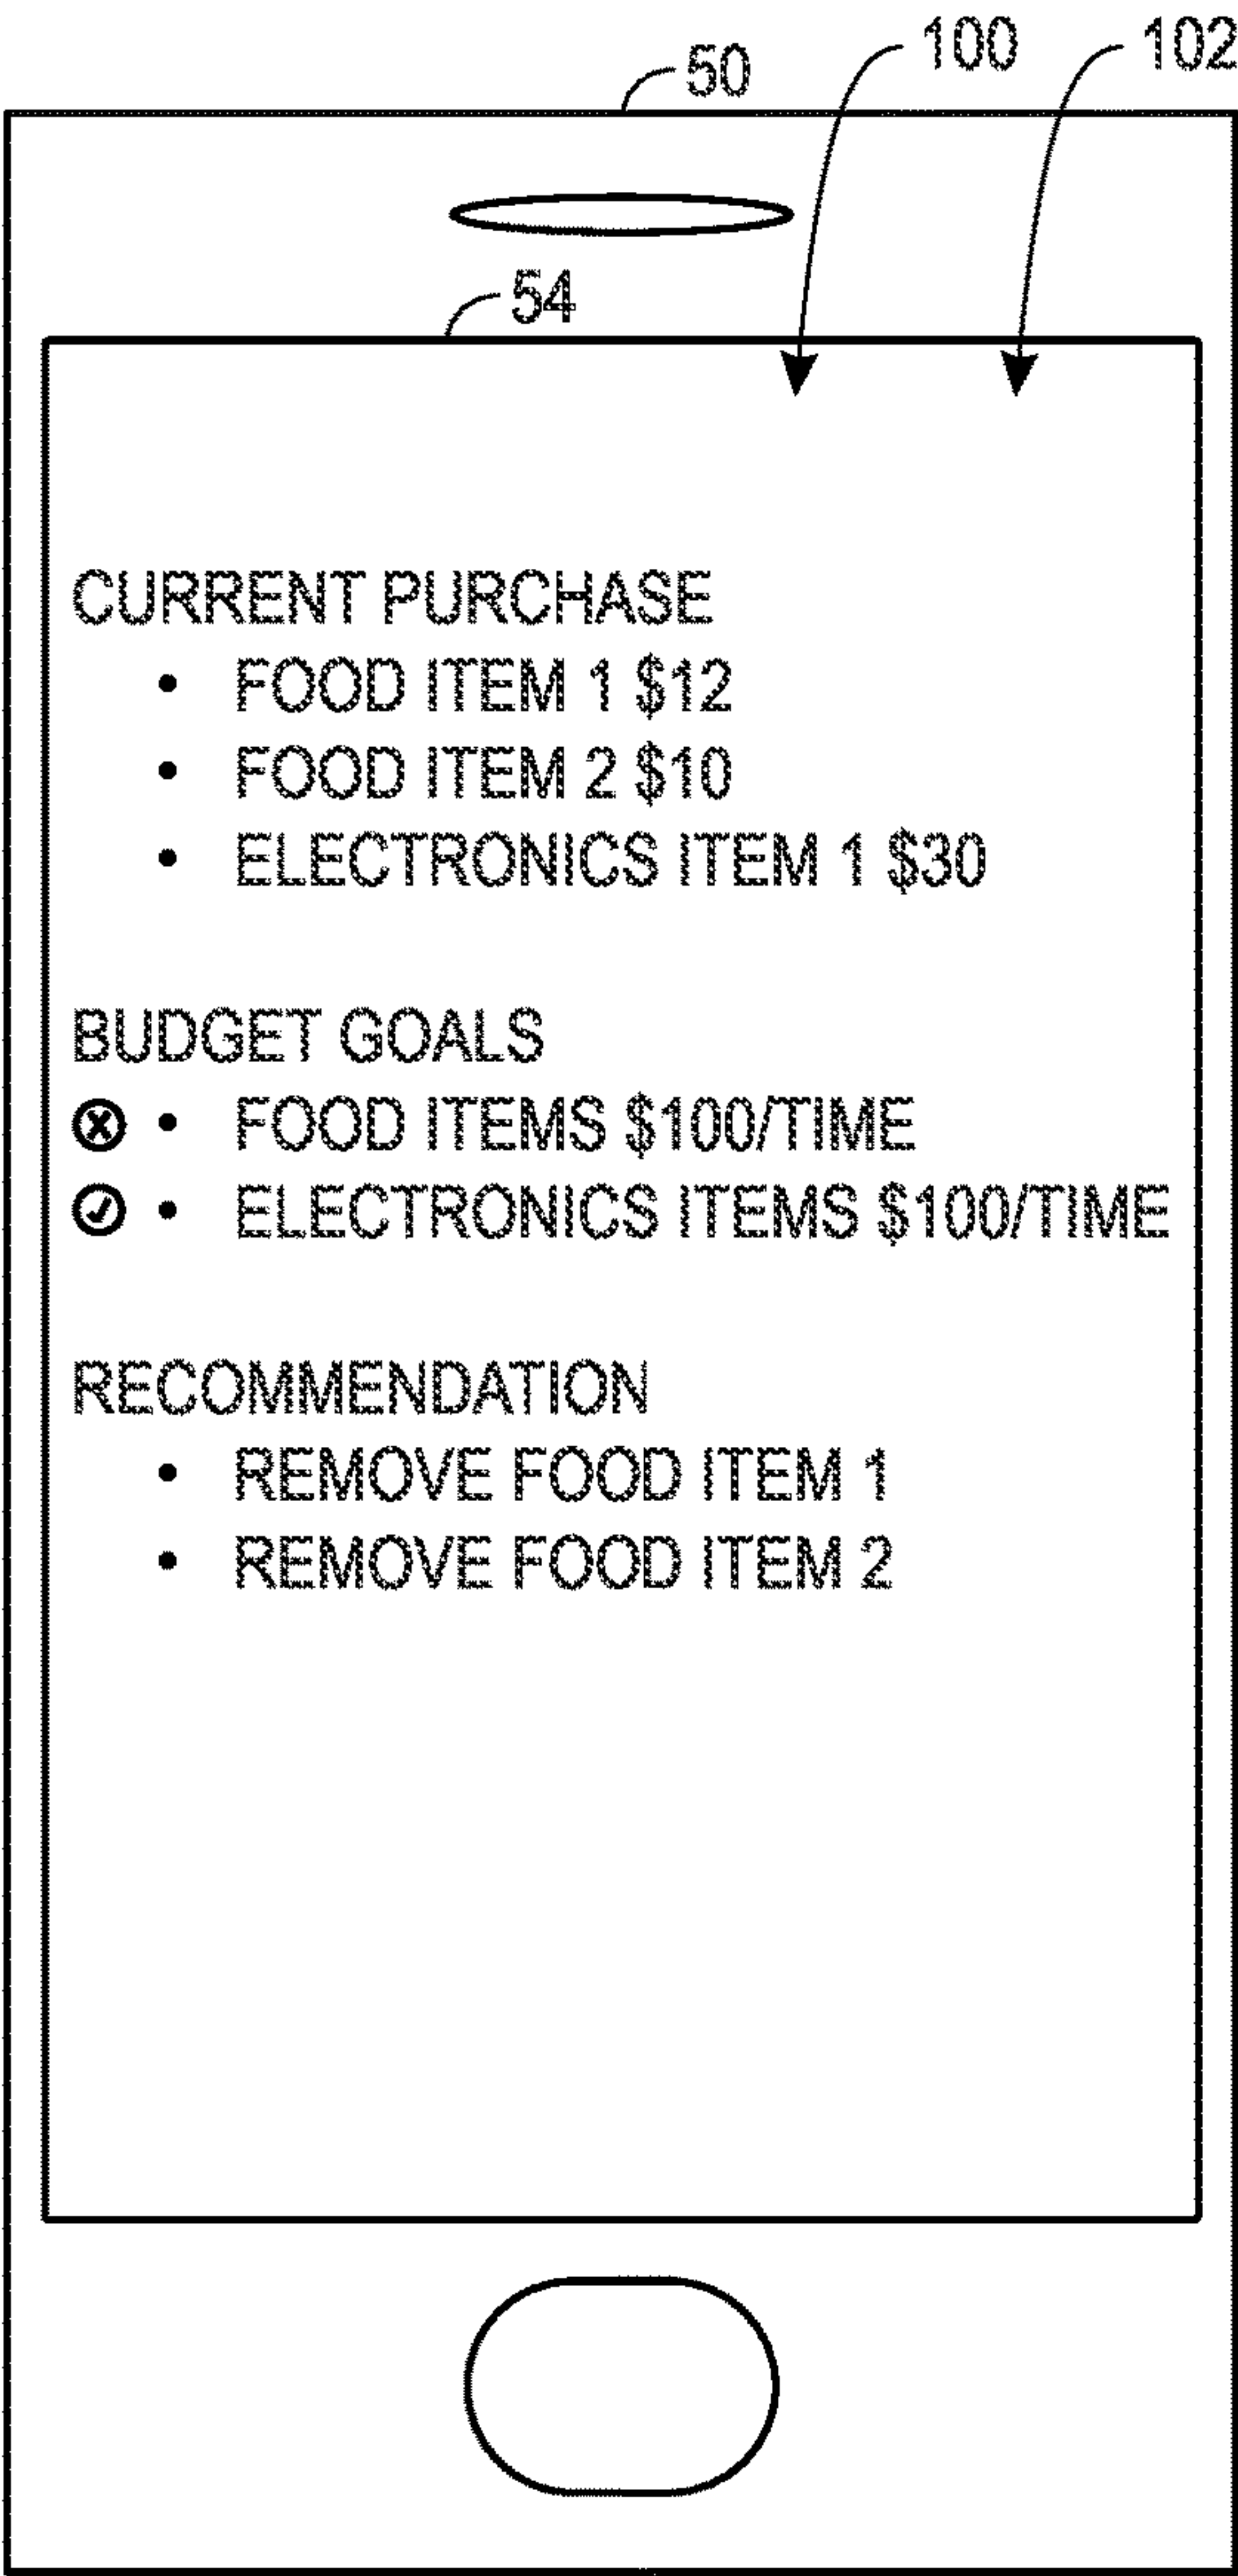 50
100
102
54
CURRENT PURCHASE
• FOOD ITEM 1 $12
• FOOD ITEM 2 $10
• ELECTRONICS ITEM 1 $30
BUDGET GOALS
• FOOD ITEMS $100/TIME
• ELECTRONICS ITEMS $100/TIME
RECOMMENDATION
• REMOVE FOOD ITEM 1
• REMOVE FOOD ITEM 2